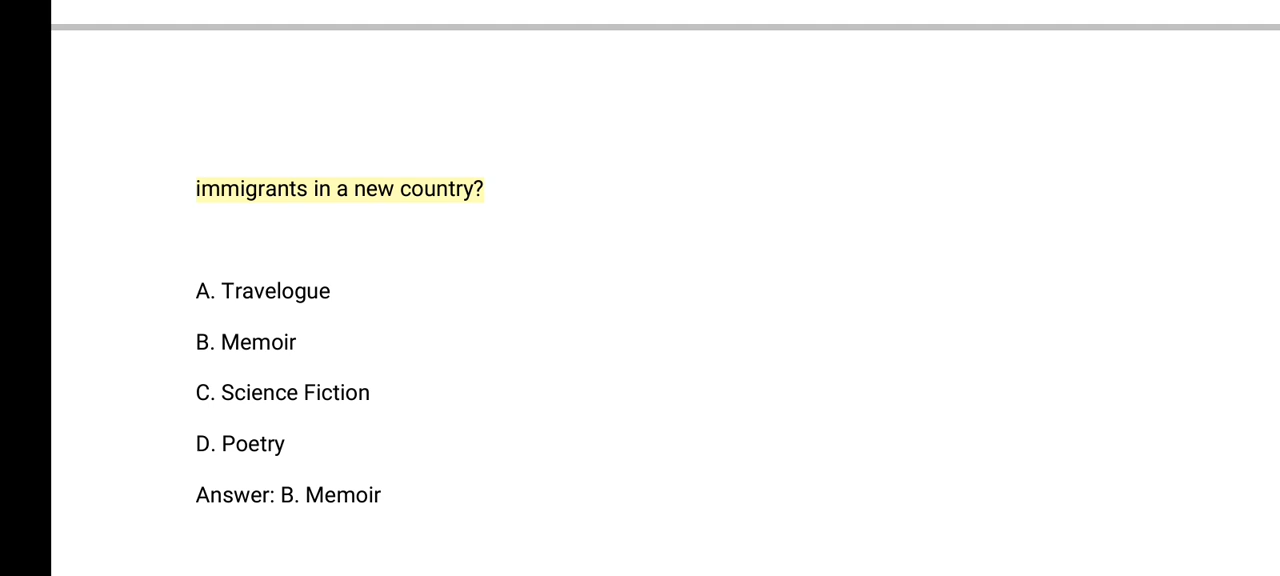 immigrants in a new country?
A. Travelogue
B. Memoir
C. Science Fiction
D. Poetry
Answer: B. Memoir